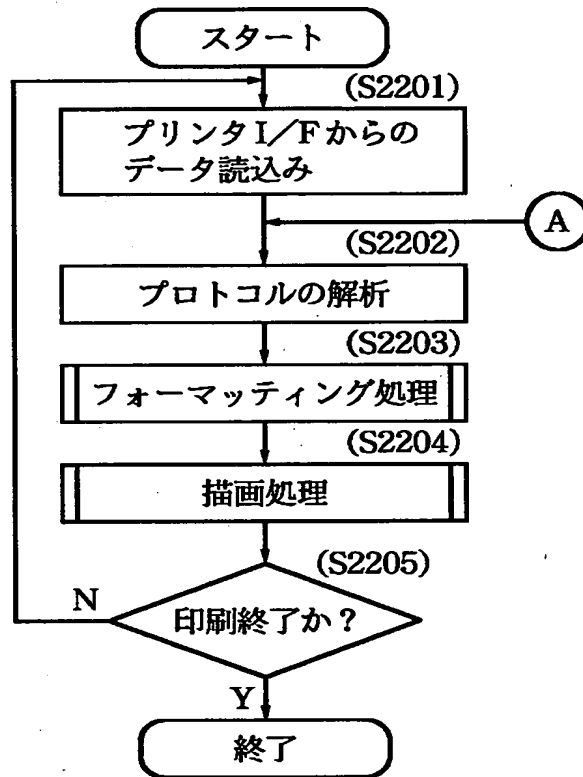 スタート
(S2201)
プリンタI/Fからの
データ読込み
A
(S2202)
プロトコルの解析
(S2203)
フォーマッティング処理
(S2204)
描画処理
(S2205)
N
印刷終了か?
Y
終了